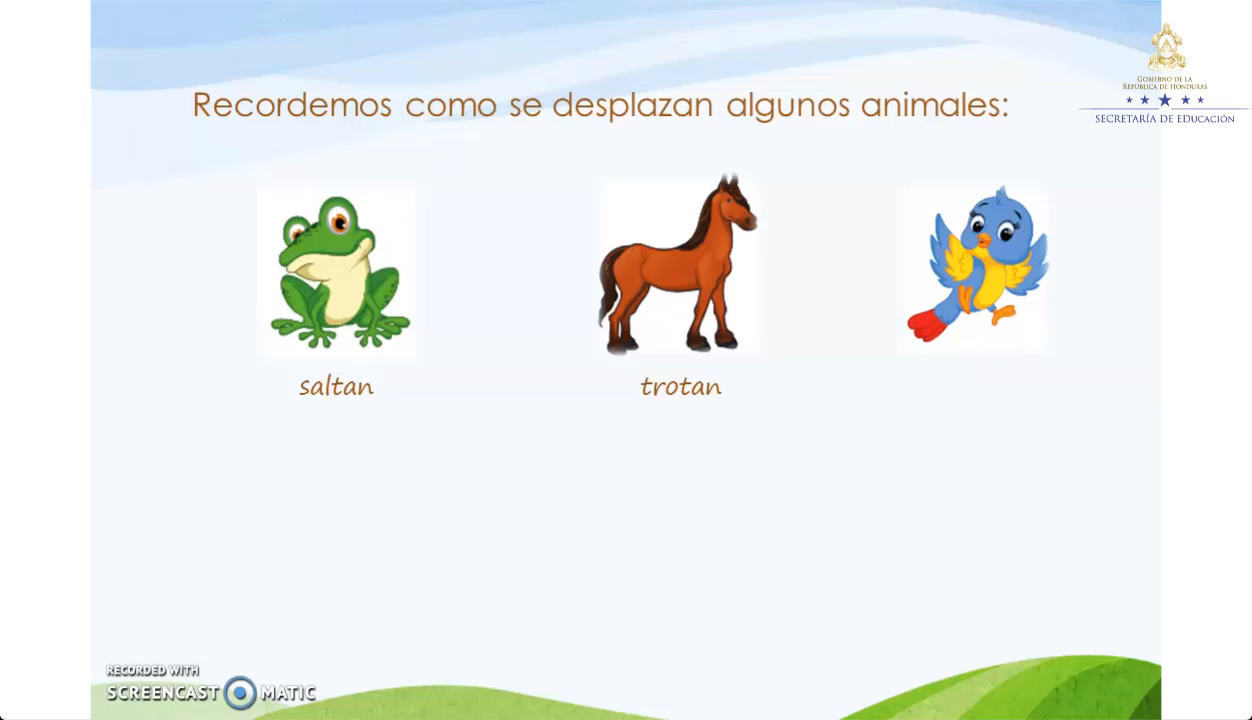 GOBIERNO DE LA
REPÚBLICA DE HONDURAS
SECRETARÍA DE EDUCACIÓN
Recordemos como se desplazan algunos animales:
saltan
trotan
RECORDED WITH
SCREENCAST MATIC